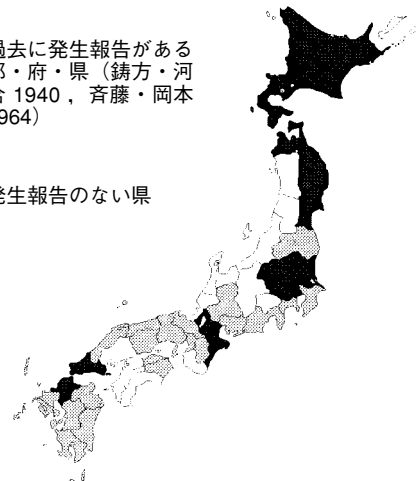 過去に発生報告がある
都・府・県（鋳方・河
合 1940 ，斉藤・岡本
1964）
発生報告のない県